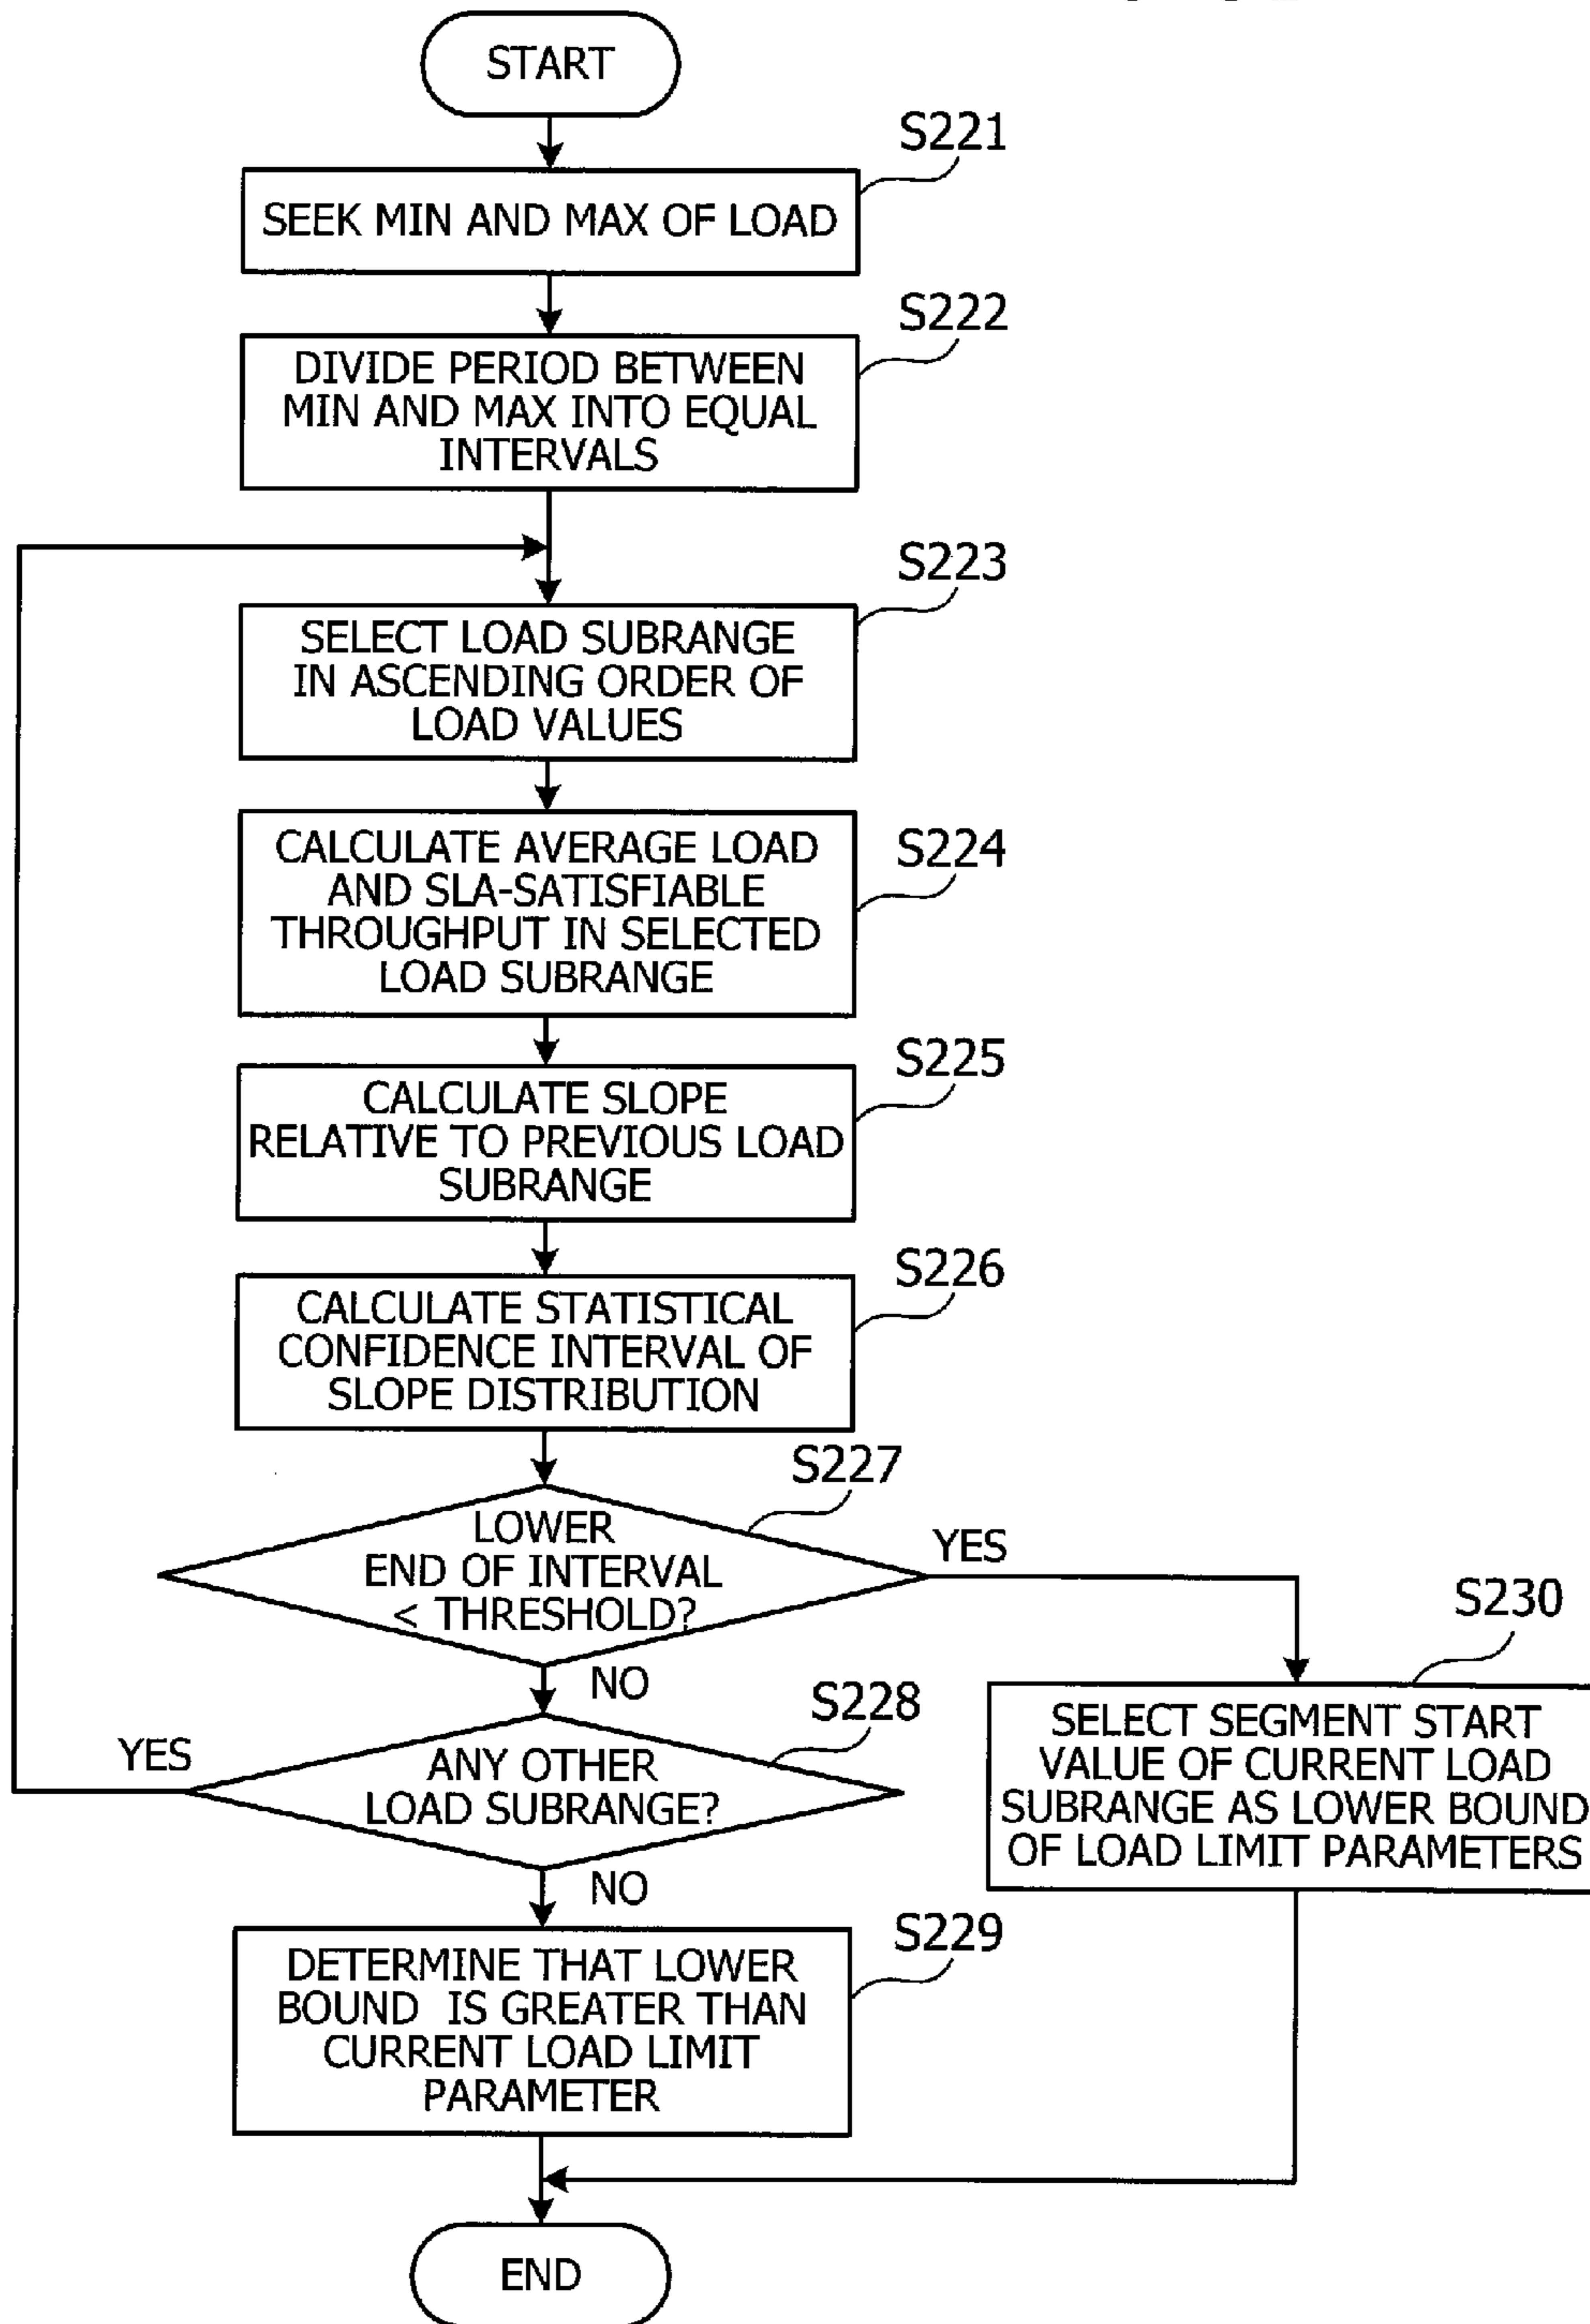 START
S221
SEEK MIN AND MAX OF LOAD
S222
DIVIDE PERIOD BETWEEN
MIN AND MAX INTO EQUAL
INTERVALS
S223
SELECT LOAD SUBRANGE
IN ASCENDING ORDER OF
LOAD VALUES
S224
CALCULATE AVERAGE LOAD
AND SLA-SATISFIABLE
THROUGHPUT IN SELECTED
LOAD SUBRANGE
S225
CALCULATE SLOPE
RELATIVE TO PREVIOUS LOAD
SUBRANGE
S226
CALCULATE STATISTICAL
CONFIDENCE INTERVAL OF
SLOPE DISTRIBUTION
S227
LOWER
END OF INTERVAL
< THRESHOLD?
YES
NO
S230
SELECT SEGMENT START
VALUE OF CURRENT LOAD
SUBRANGE AS LOWER BOUND
OF LOAD LIMIT PARAMETERS
S228
YES
ANY OTHER
LOAD SUBRANGE?
NO
S229
DETERMINE THAT LOWER
BOUND IS GREATER THAN
CURRENT LOAD LIMIT
PARAMETER
END